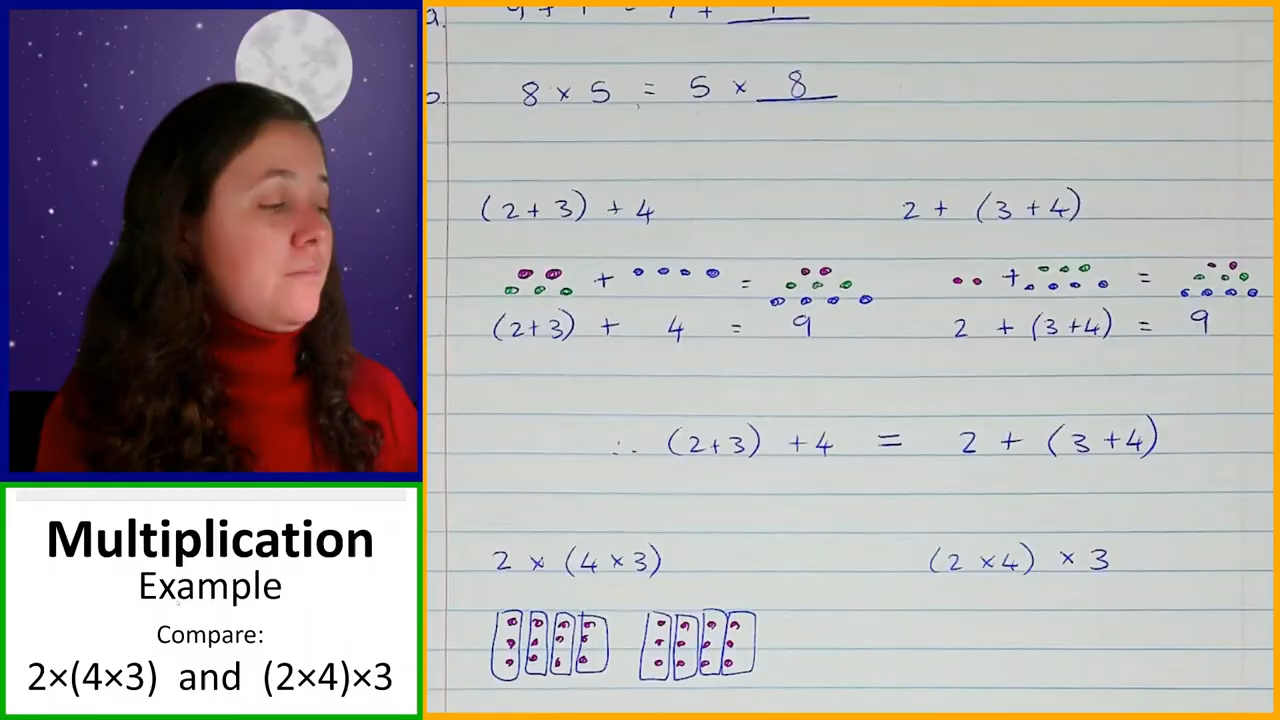 a.
8 × 5 = 5 × 8
(2+3) + 4
2 + (3+4)
+ =
+ =
(2+3) + 4 = 9
2 + (3+4) = 9
∴ (2+3) +4 = 2 + (3+4)
2 × (4×3)
(2×4) × 3
Multiplication
Example
Compare:
2×(4×3) and (2×4)×3